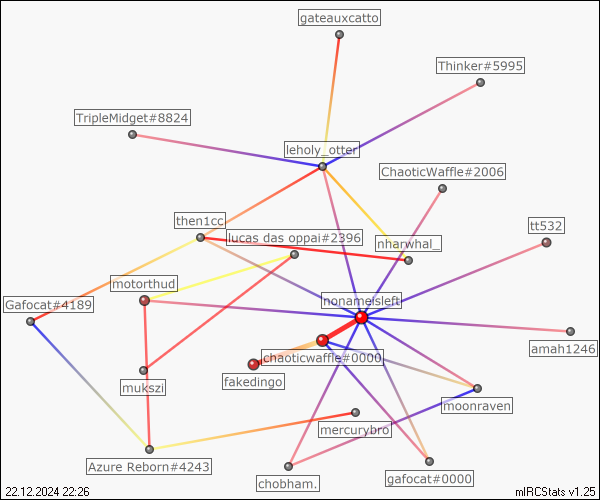 gateauxcatto
Thinker#5995
TripleMidget#8824
leholy_otter
ChaoticWaffle#2006
then1cc
tt532
lucas das oppai#2396
nharwhal_
motorthud
nonameisleft
Gafocat#4189
amah1246
chaoticwaffle#0000
fakedingo
mukszi
moonraven
mercurybro
Azure Reborn#4243
chobham.
gafocat#0000
22.12.2024 22:26
mIRCStats v1.25